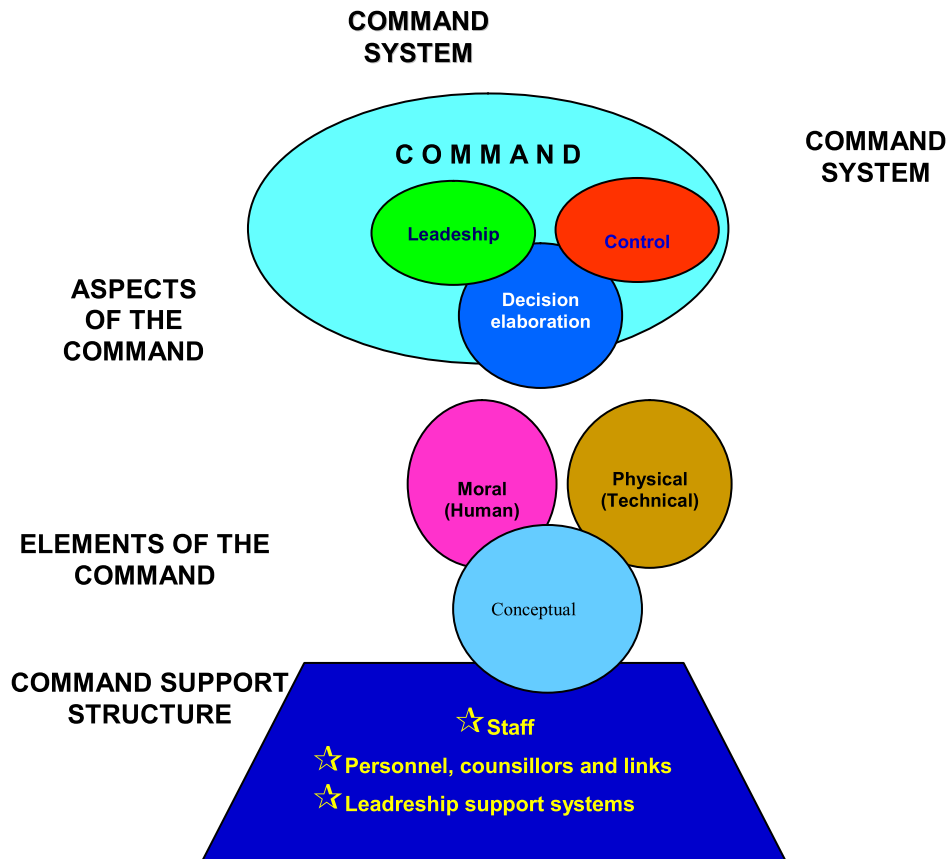 COMMAND
SYSTEM
COMMAND
SYSTEM
C O M M A N D
Leadeship
Control
ASPECTS
OF THE
COMMAND
Decision
elaboration
Moral
(Human)
Physical
(Technical)
ELEMENTS OF THE
COMMAND
Conceptual
COMMAND SUPPORT
STRUCTURE
☆Staff
☆Personnel, counsillors and links
☆Leadreship support systems